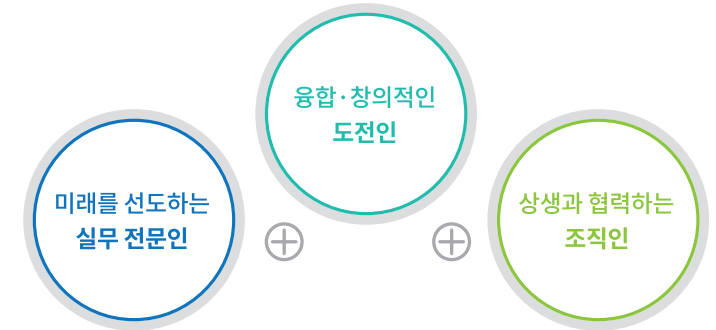 미래를 선도하는
실무 전문인
융합·창의적인
도전인
상생과 협력하는
조직인